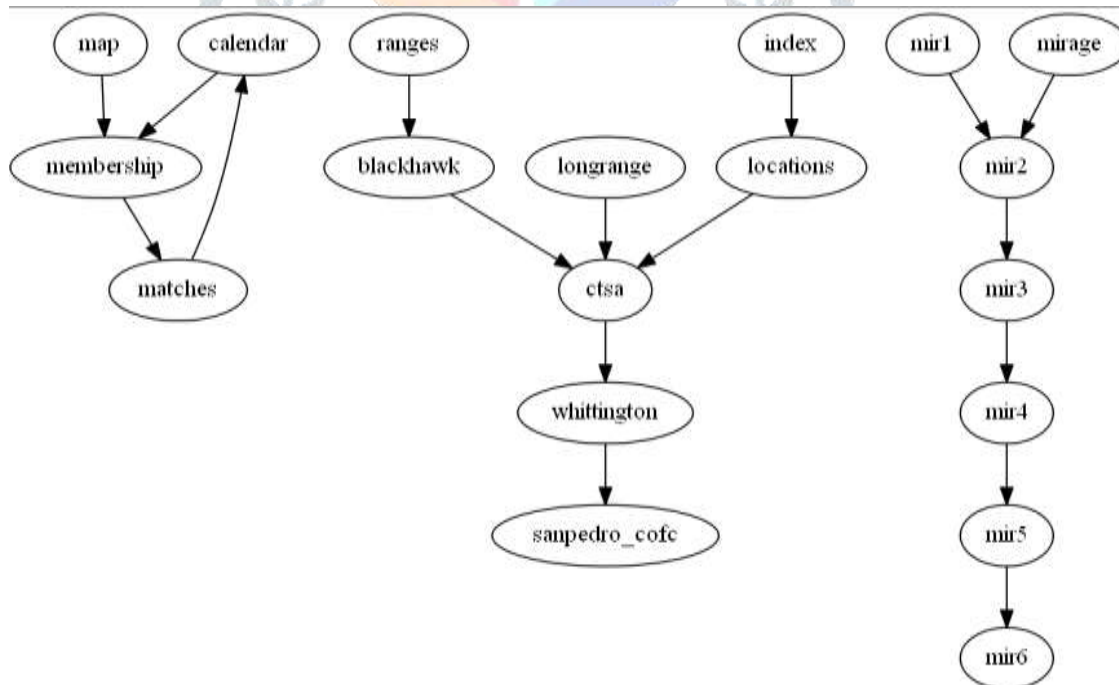 map calendar ranges index mir1 mirage
membership blackhawk longrange locations mir2
matches ctsa mir3
whittington mir4
sanpedro_cofc mir5
mir6